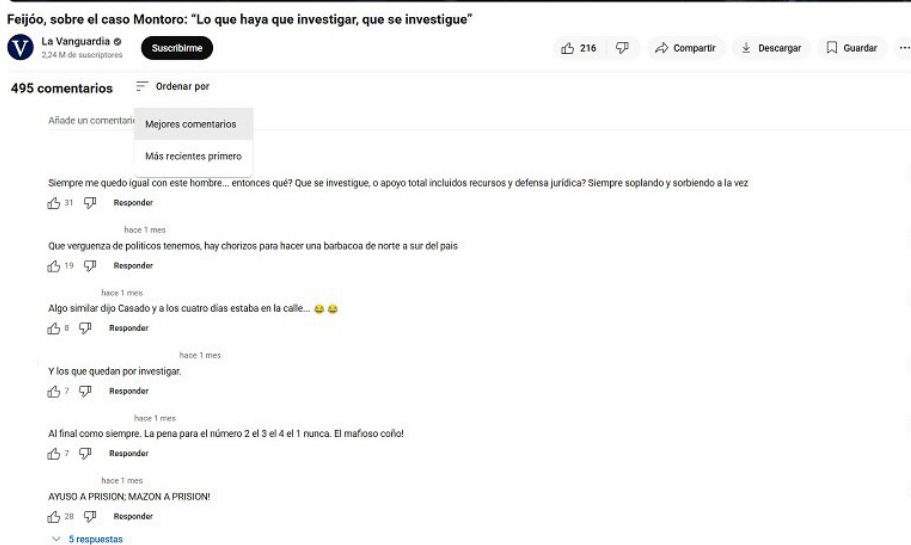 Feijóo, sobre el caso Montoro: “Lo que haya que investigar, que se investigue”
La Vanguardia
2,24 M de suscriptores
Suscribirme
216
Compartir
Descargar
Guardar
495 comentarios
Ordenar por
Añade un comentario
Mejores comentarios
Más recientes primero
Siempre me quedo igual con este hombre... entonces qué? Que se investigue, o apoyo total incluidos recursos y defensa jurídica? Siempre soplando y sorbiendo a la vez
31 Responder
hace 1 mes
Que verguenza de politicos tenemos, hay chorizos para hacer una barbacoa de norte a sur del pais
19 Responder
hace 1 mes
Algo similar dijo Casado y a los cuatro días estaba en la calle... 😂 😂
8 Responder
hace 1 mes
Y los que quedan por investigar.
7 Responder
hace 1 mes
Al final como siempre. La pena para el número 2 el 3 el 4 el 1 nunca. El mafioso coño!
7 Responder
hace 1 mes
AYUSO A PRISION; MAZON A PRISION!
28 Responder
5 respuestas